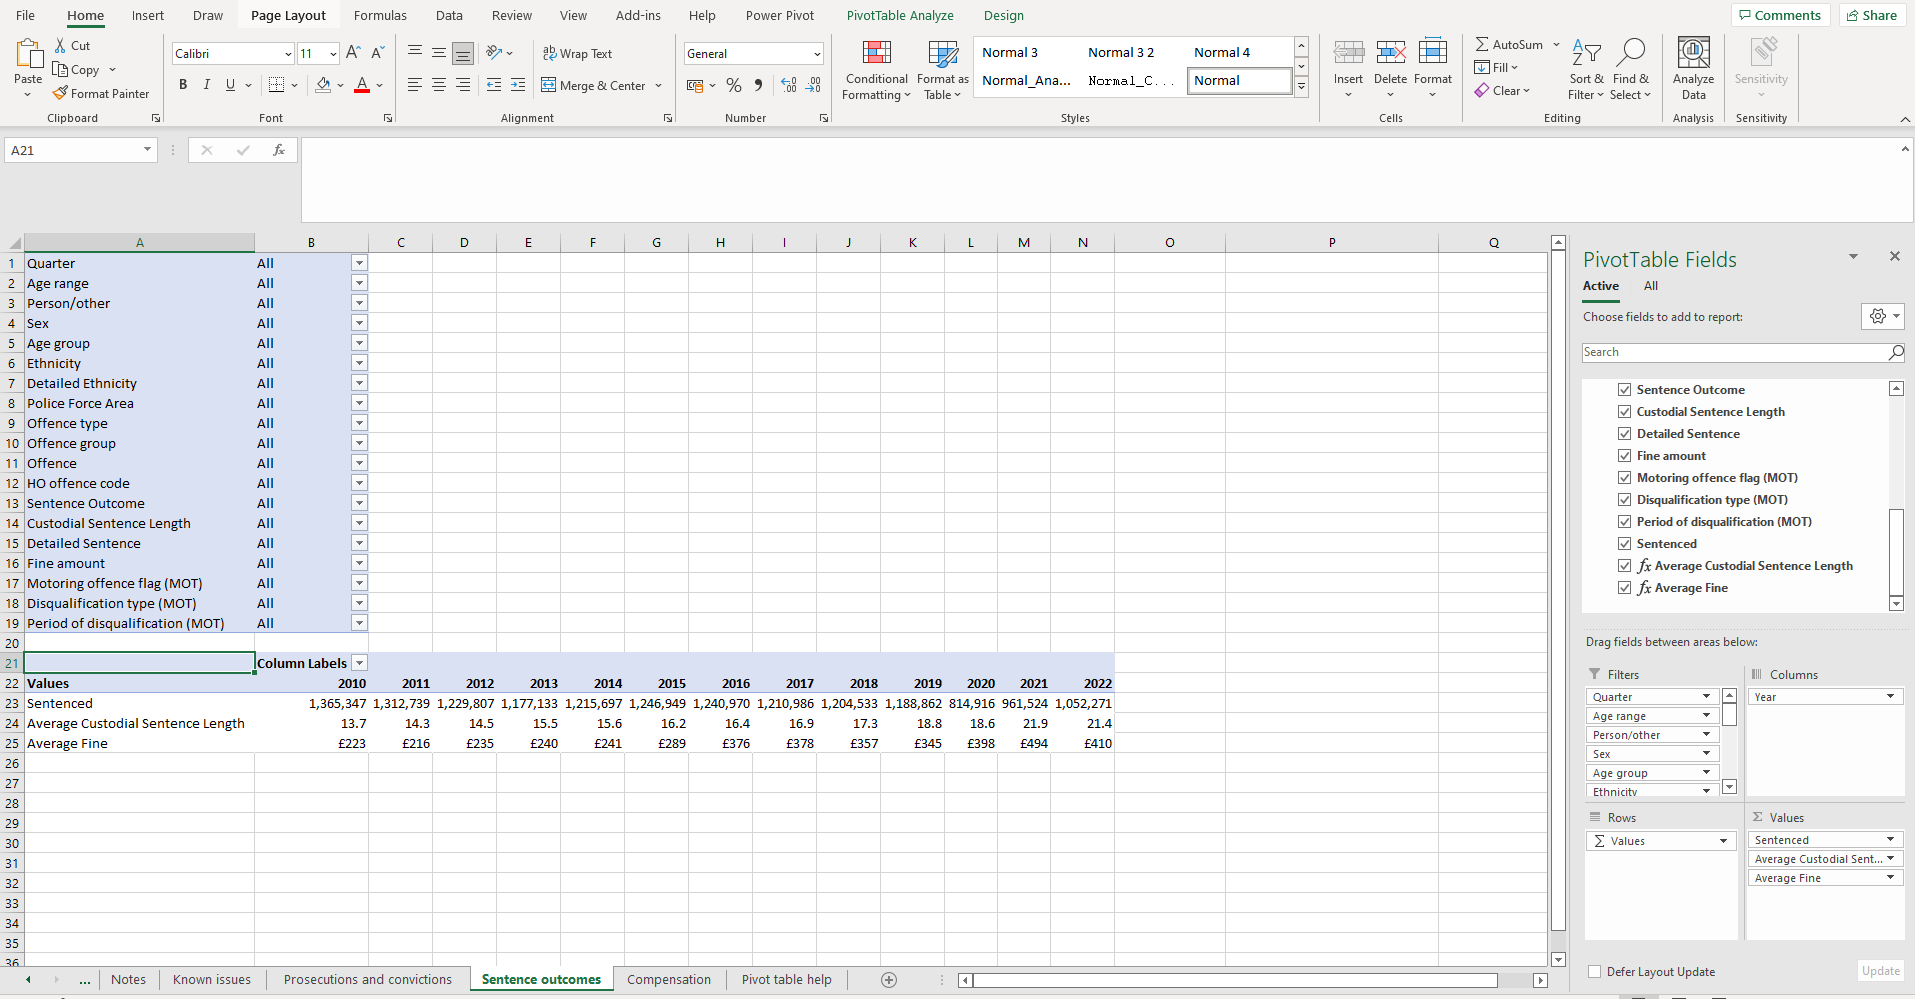 File Home Insert Draw Page Layout Formulas Data Review View Add-ins Help Power Pivot PivotTable Analyze Design Comments Share
Paste Cut Copy Format Painter Clipboard
Calibri 11 B I U A Font
ab Wrap Text Merge & Center Alignment
General % Number
Conditional Formatting Format as Table
Normal 3 Normal 3 2 Normal 4
Normal_Ana... Normal_C... Normal
Styles
Insert Delete Format Cells
AutoSum Fill Clear Sort & Filter Find & Select Editing
Analyze Data Analysis
Sensitivity Sensitivity
A21 fx
A B C D E F G H I J K L M N O P Q
1 Quarter All
2 Age range All
3 Person/other All
4 Sex All
5 Age group All
6 Ethnicity All
7 Detailed Ethnicity All
8 Police Force Area All
9 Offence type All
10 Offence group All
11 Offence All
12 HO offence code All
13 Sentence Outcome All
14 Custodial Sentence Length All
15 Detailed Sentence All
16 Fine amount All
17 Motoring offence flag (MOT) All
18 Disqualification type (MOT) All
19 Period of disqualification (MOT) All
20
21 Column Labels
22 Values 2010 2011 2012 2013 2014 2015 2016 2017 2018 2019 2020 2021 2022
23 Sentenced 1,365,347 1,312,739 1,229,807 1,177,133 1,215,697 1,246,949 1,240,970 1,210,986 1,204,533 1,188,862 814,916 961,524 1,052,271
24 Average Custodial Sentence Length 13.7 14.3 14.5 15.5 15.6 16.2 16.4 16.9 17.3 18.8 18.6 21.9 21.4
25 Average Fine £223 £216 £235 £240 £241 £289 £376 £378 £357 £345 £398 £494 £410
26
27
28
29
30
31
32
33
34
35
36
... Notes Known issues Prosecutions and convictions Sentence outcomes Compensation Pivot table help
PivotTable Fields
Active All
Choose fields to add to report:
Search
Sentence Outcome
Custodial Sentence Length
Detailed Sentence
Fine amount
Motoring offence flag (MOT)
Disqualification type (MOT)
Period of disqualification (MOT)
Sentenced
fx Average Custodial Sentence Length
fx Average Fine
Drag fields between areas below:
Filters
Quarter
Age range
Person/other
Sex
Age group
Ethnicity
Columns
Year
Rows
Σ Values
Σ Values
Sentenced
Average Custodial Sent...
Average Fine
Defer Layout Update Update